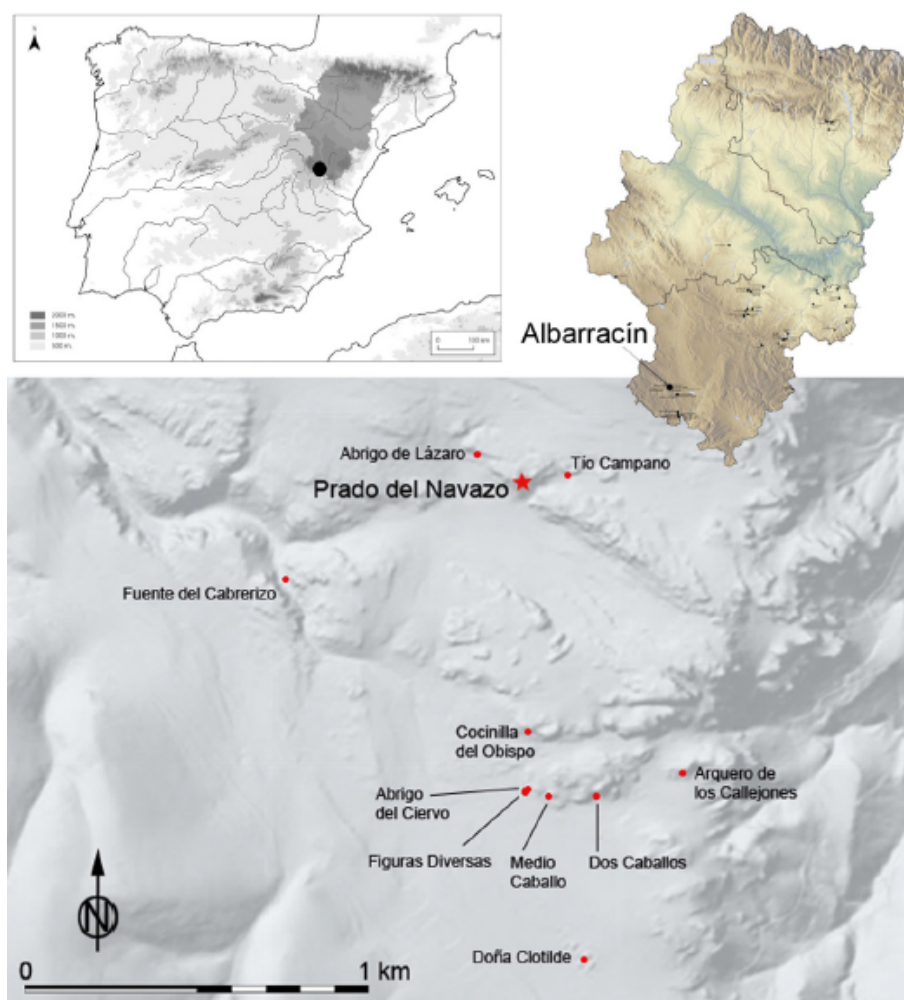 N
2000 m.
1500 m.
1000 m.
500 m.
0 100 km
Albarracín
Abrigo de Lázaro
Tío Campano
Prado del Navazo
Fuente del Cabrerizo
Cocinilla
del Obispo
Arquero de
los Callejones
Abrigo
del Ciervo
Figuras Diversas
Medio
Caballo
Dos Caballos
Doña Clotilde
N
0 1 km